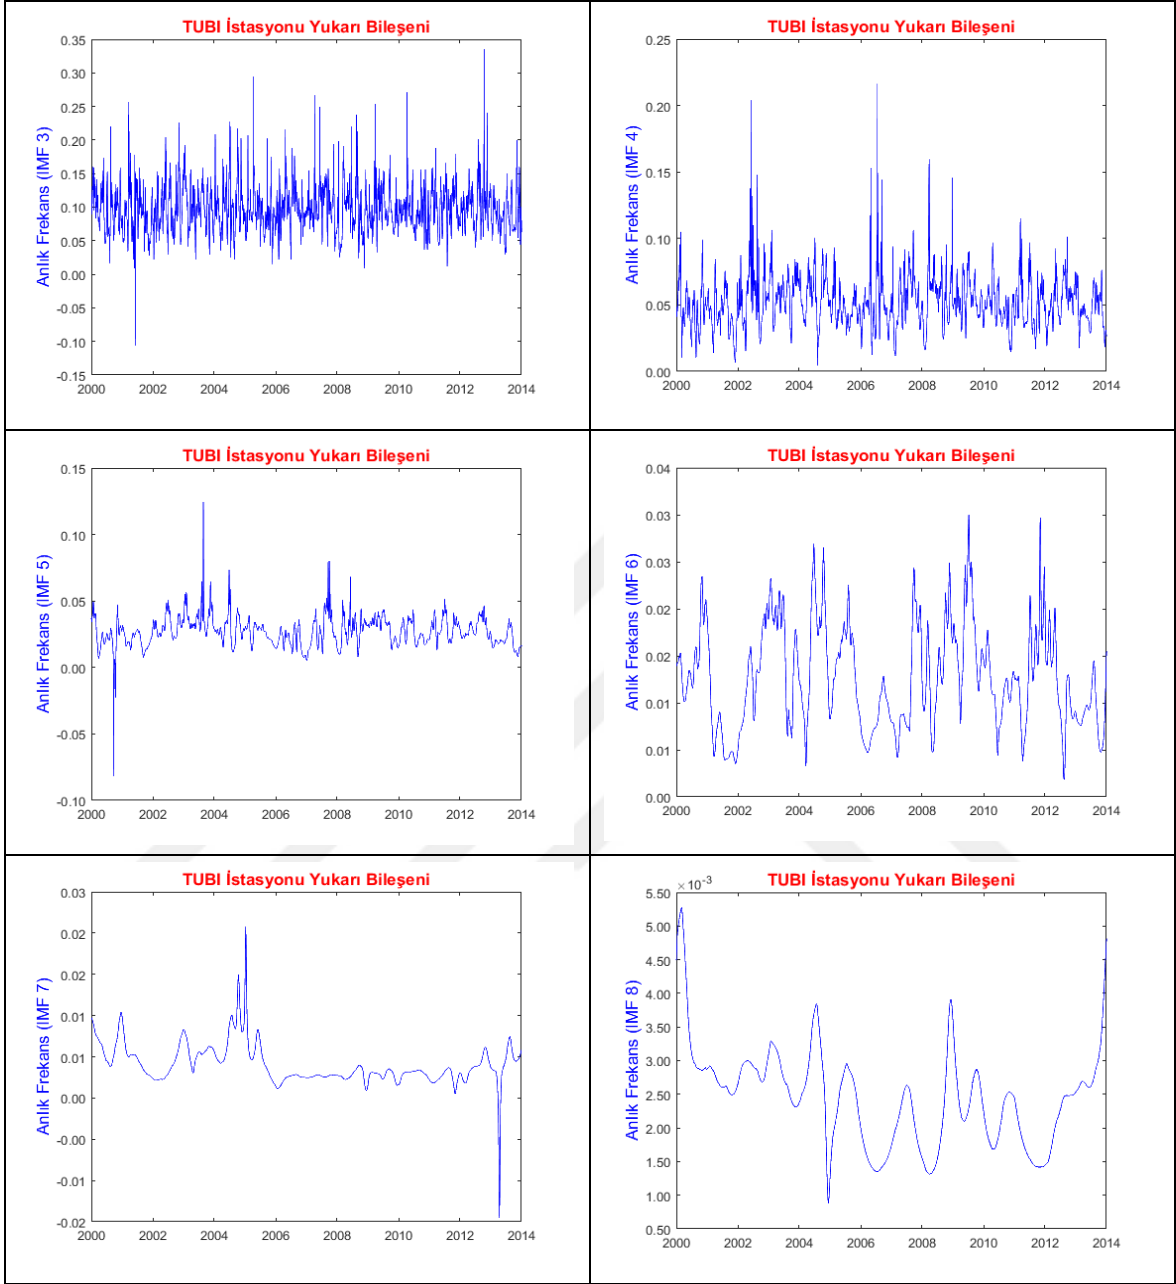 TUBI İstasyonu Yukarı Bileşeni
Anlık Frekans (IMF 3)
0.35
0.30
0.25
0.20
0.15
0.10
0.05
0.00
-0.05
-0.10
-0.15
2000 2002 2004 2006 2008 2010 2012 2014
TUBI İstasyonu Yukarı Bileşeni
Anlık Frekans (IMF 4)
0.25
0.20
0.15
0.10
0.05
0.00
2000 2002 2004 2006 2008 2010 2012 2014
TUBI İstasyonu Yukarı Bileşeni
Anlık Frekans (IMF 5)
0.15
0.10
0.05
0.00
-0.05
-0.10
2000 2002 2004 2006 2008 2010 2012 2014
TUBI İstasyonu Yukarı Bileşeni
Anlık Frekans (IMF 6)
0.04
0.03
0.03
0.02
0.02
0.01
0.01
0.00
2000 2002 2004 2006 2008 2010 2012 2014
TUBI İstasyonu Yukarı Bileşeni
Anlık Frekans (IMF 7)
0.03
0.02
0.02
0.01
0.01
0.00
-0.00
-0.01
-0.02
2000 2002 2004 2006 2008 2010 2012 2014
TUBI İstasyonu Yukarı Bileşeni
Anlık Frekans (IMF 8)
×10⁻³
5.50
5.00
4.50
4.00
3.50
3.00
2.50
2.00
1.50
1.00
0.50
2000 2002 2004 2006 2008 2010 2012 2014